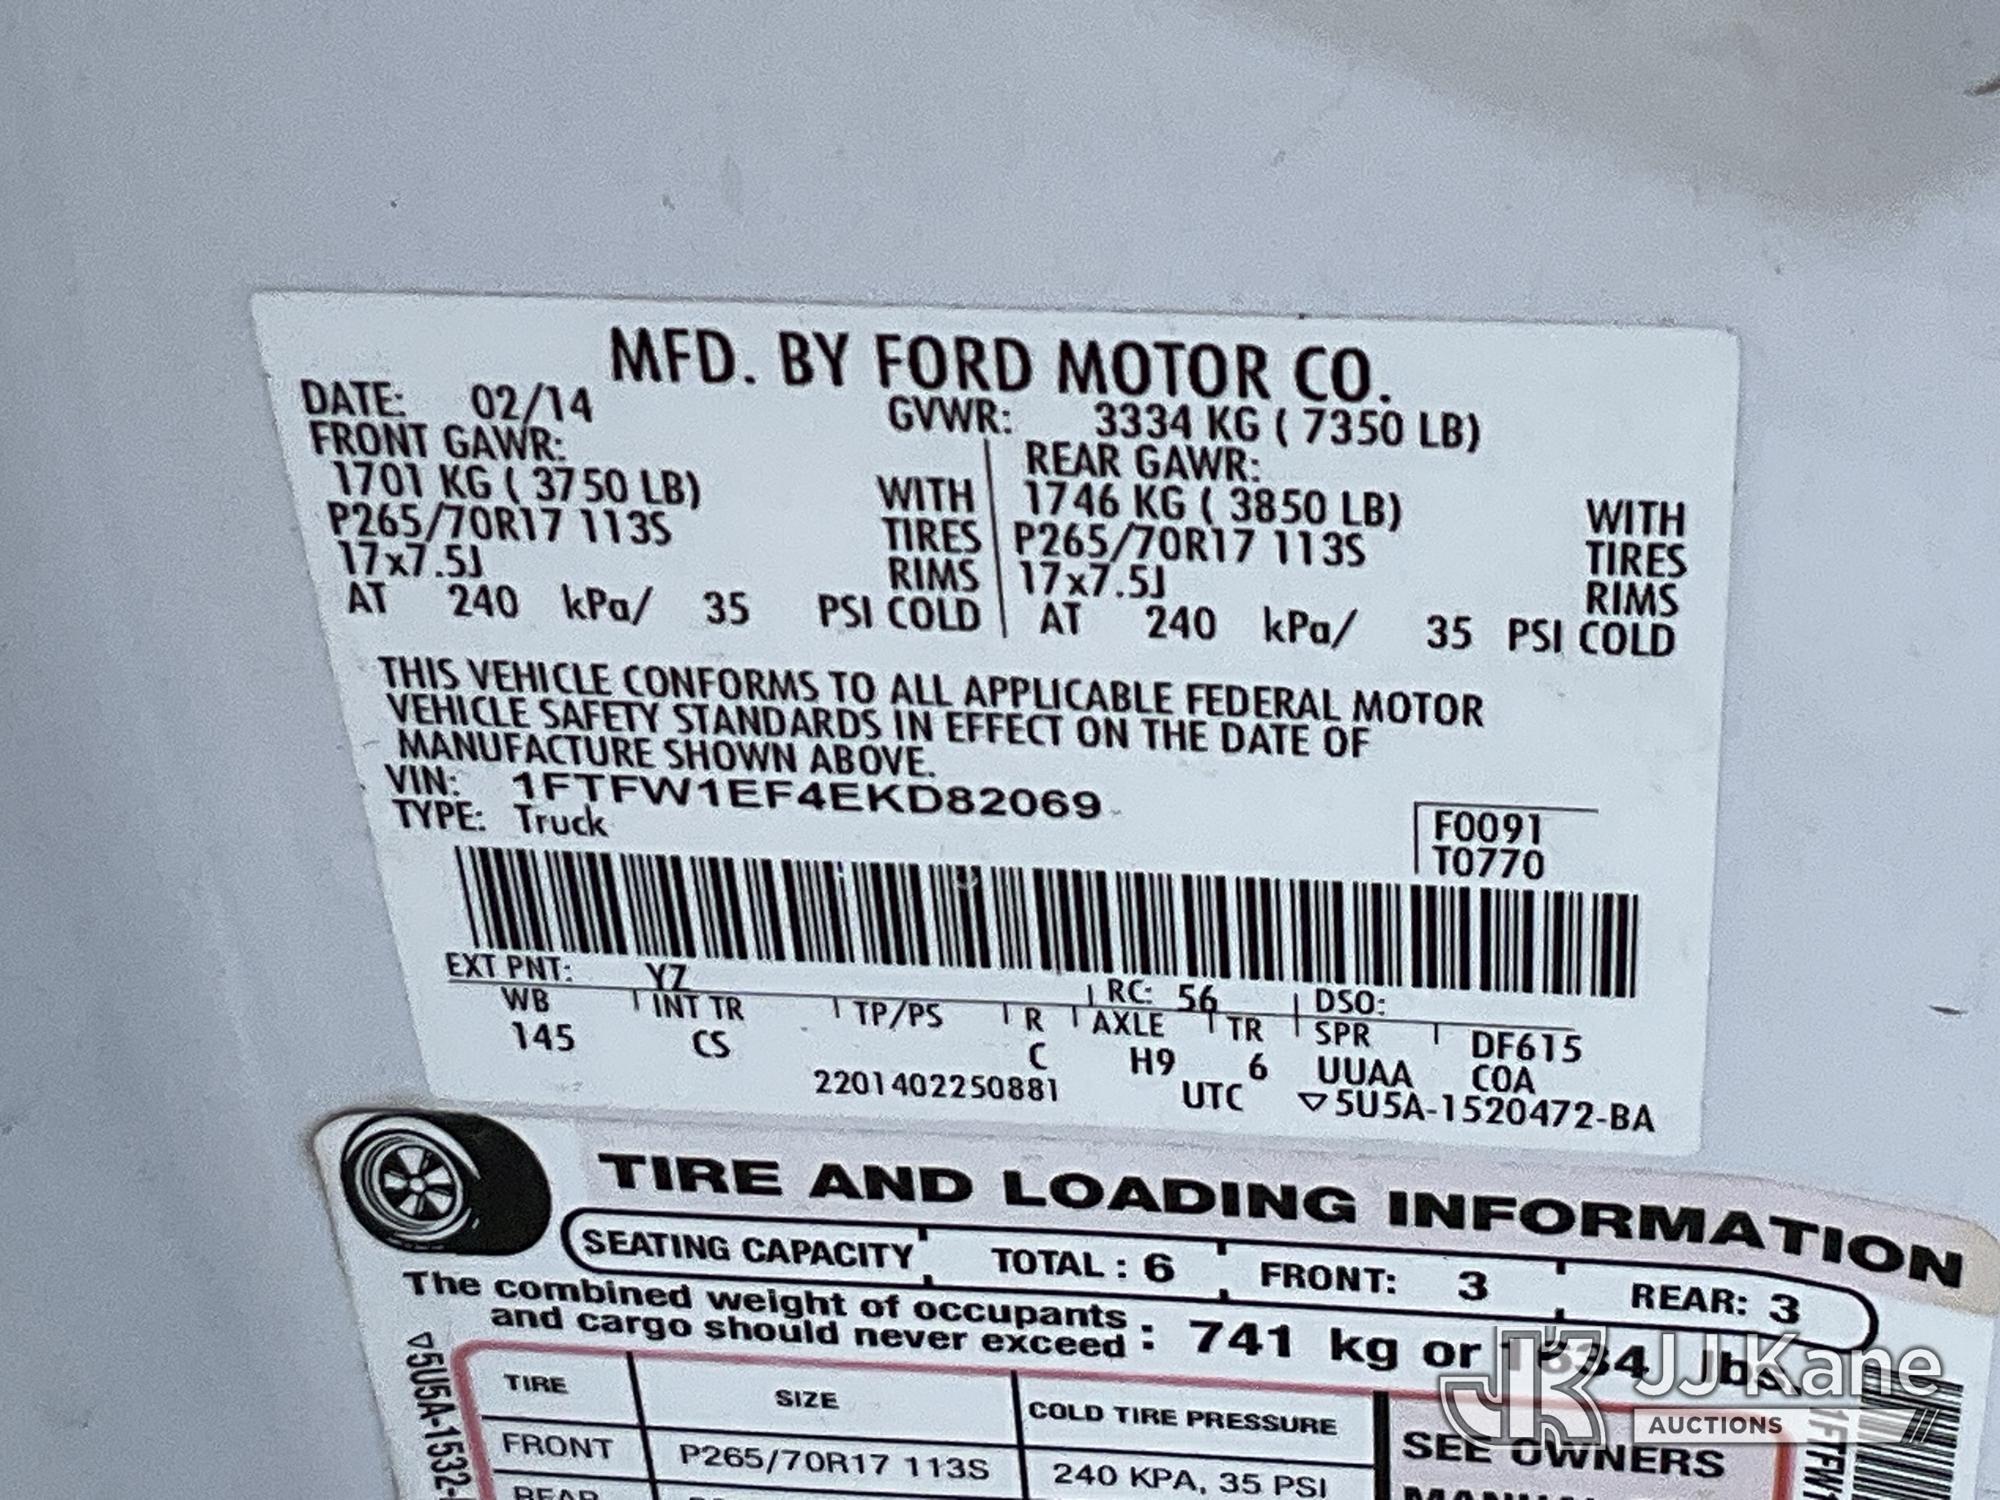 MFD. BY FORD MOTOR CO.
DATE: 02/14 GVWR: 3334 KG ( 7350 LB)
FRONT GAWR: REAR GAWR:
1701 KG ( 3750 LB) WITH 1746 KG ( 3850 LB) WITH
P265/70R17 113S TIRES P265/70R17 113S TIRES
17x7.5J RIMS 17x7.5J RIMS
AT 240 kPa/ 35 PSI COLD AT 240 kPa/ 35 PSI COLD
THIS VEHICLE CONFORMS TO ALL APPLICABLE FEDERAL MOTOR
VEHICLE SAFETY STANDARDS IN EFFECT ON THE DATE OF
MANUFACTURE SHOWN ABOVE.
VIN: 1FTFW1EF4EKD82069
TYPE: Truck
F0091
T0770
EXT PNT: YZ RC: 56 DSO:
WB INT TR TP/PS R AXLE TR SPR DF615
145 CS C H9 6 UUAA COA
2201402250881 UTC ▽5U5A-1520472-BA
TIRE AND LOADING INFORMATION
SEATING CAPACITY TOTAL : 6 FRONT: 3 REAR: 3
The combined weight of occupants
and cargo should never exceed : 741 kg or 1634 lbs.
TIRE SIZE COLD TIRE PRESSURE
FRONT P265/70R17 113S 240 KPA, 35 PSI
SEE OWNERS
REAR
▽5U5A-1532-
1FTFW1
JJ Kane
AUCTIONS